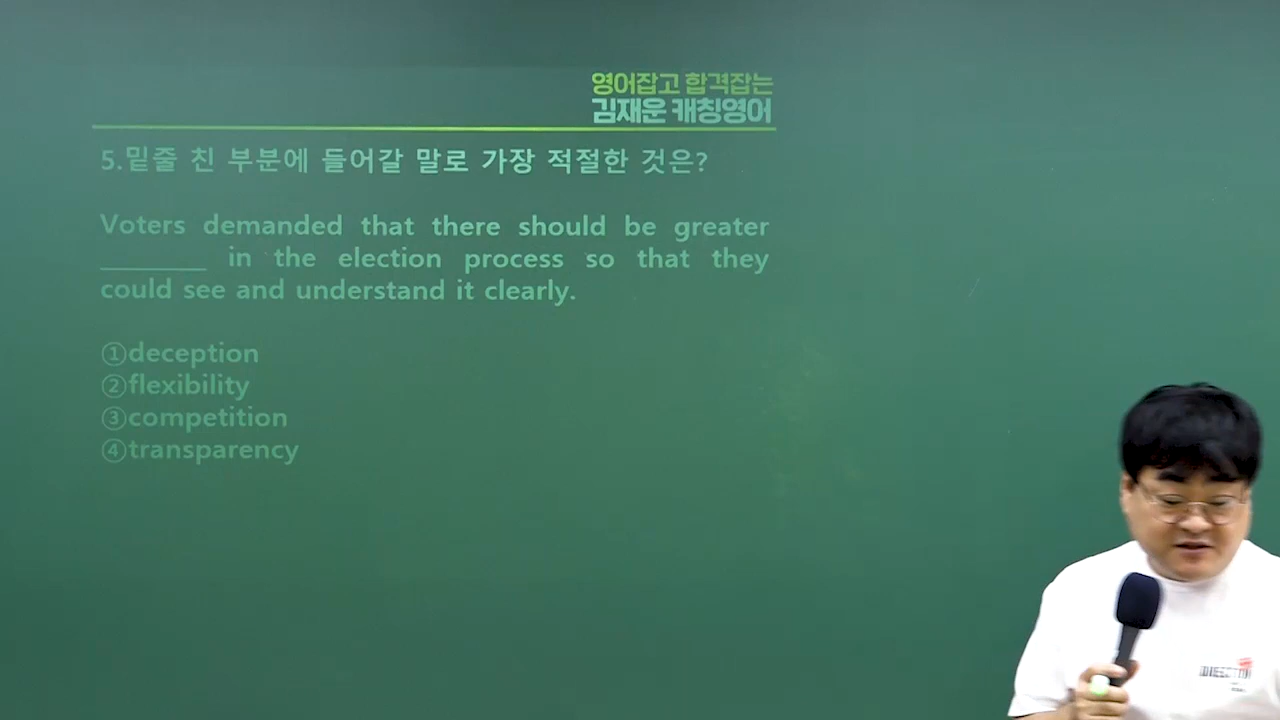 영어잡고 합격잡는
김재운 캐칭영어
5.밑줄 친 부분에 들어갈 말로 가장 적절한 것은?
Voters demanded that there should be greater
________ in the election process so that they
could see and understand it clearly.
①deception
②flexibility
③competition
④transparency